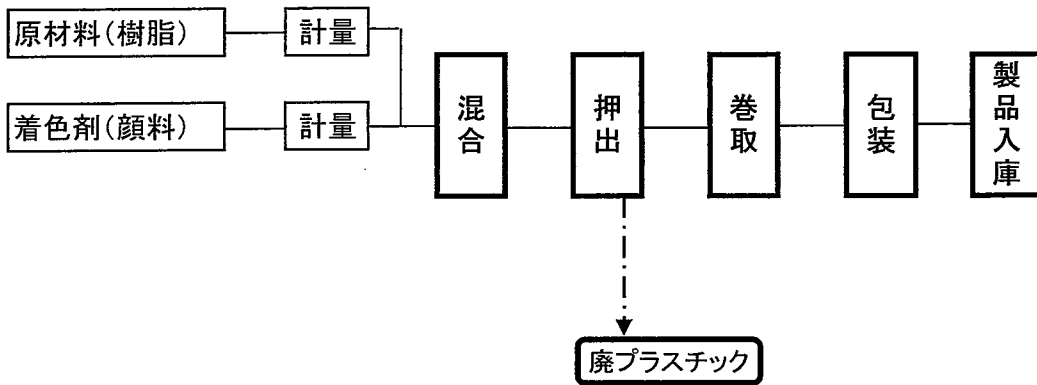 原材料(樹脂)
計量
着色剤(顔料)
計量
混合
押出
巻取
包装
製品入庫
廃プラスチック